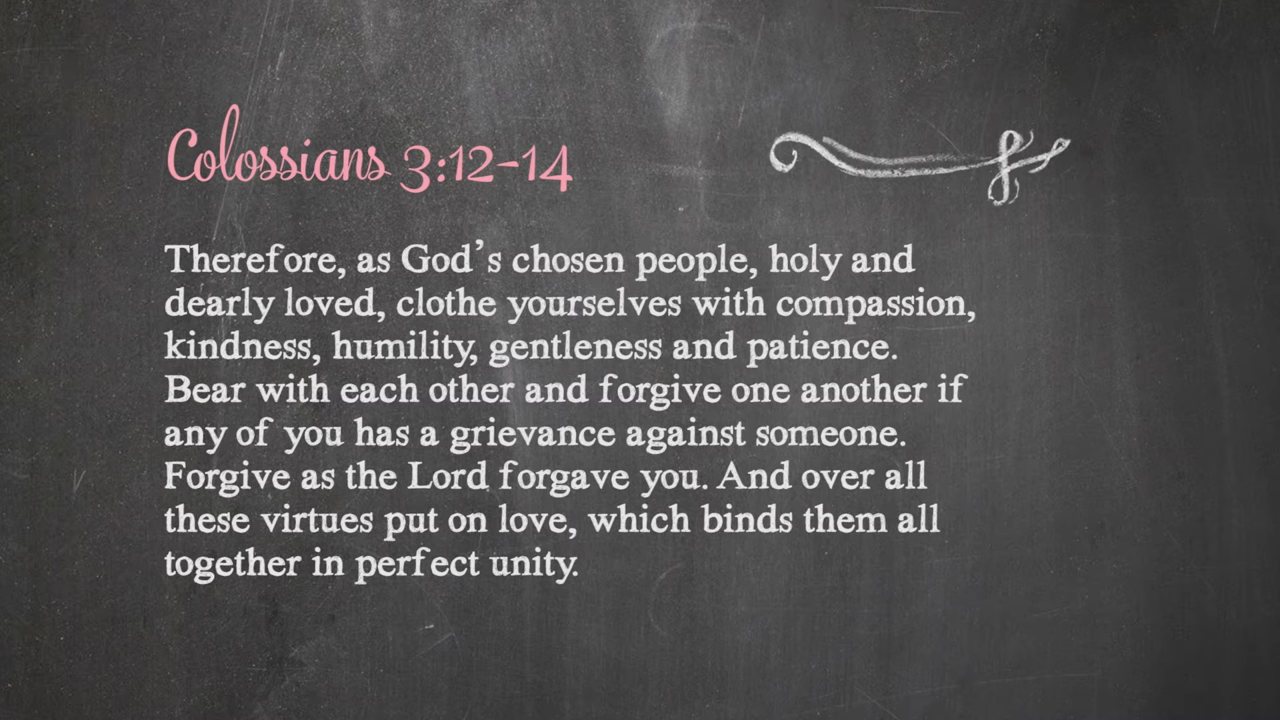 Colossians 3:12-14
Therefore, as God’s chosen people, holy and
dearly loved, clothe yourselves with compassion,
kindness, humility, gentleness and patience.
Bear with each other and forgive one another if
any of you has a grievance against someone.
Forgive as the Lord forgave you. And over all
these virtues put on love, which binds them all
together in perfect unity.